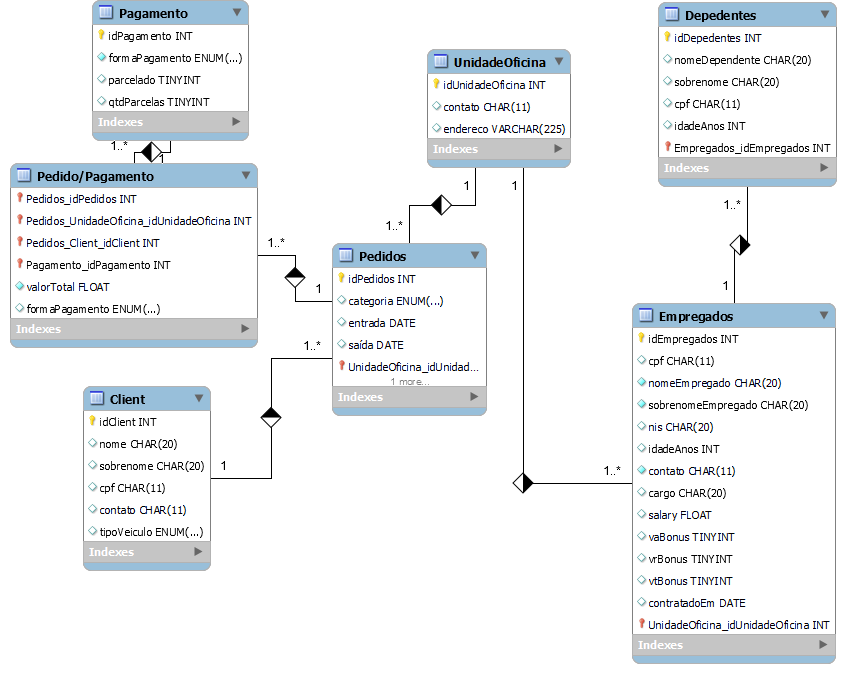 Pagamento
idPagamento INT
formaPagamento ENUM(...)
parcelado TINYINT
qtdParcelas TINYINT
Indexes
1..*
1
Pedido/Pagamento
Pedidos_idPedidos INT
Pedidos_UnidadeOficina_idUnidadeOficina INT
Pedidos_Client_idClient INT
Pagamento_idPagamento INT
valorTotal FLOAT
formaPagamento ENUM(...)
Indexes
1..*
1
UnidadeOficina
idUnidadeOficina INT
contato CHAR(11)
endereco VARCHAR(225)
Indexes
1
1
1..*
Pedidos
idPedidos INT
categoria ENUM(...)
entrada DATE
saída DATE
UnidadeOficina_idUnidad...
1 more...
Indexes
1..*
1
Client
idClient INT
nome CHAR(20)
sobrenome CHAR(20)
cpf CHAR(11)
contato CHAR(11)
tipoVeiculo ENUM(...)
Indexes
Depedentes
idDepedentes INT
nomeDependente CHAR(20)
sobrenome CHAR(20)
cpf CHAR(11)
idadeAnos INT
Empregados_idEmpregados INT
Indexes
1..*
1
1..*
Empregados
idEmpregados INT
cpf CHAR(11)
nomeEmpregado CHAR(20)
sobrenomeEmpregado CHAR(20)
nis CHAR(20)
idadeAnos INT
contato CHAR(11)
cargo CHAR(20)
salary FLOAT
vaBonus TINYINT
vrBonus TINYINT
vtBonus TINYINT
contratadoEm DATE
UnidadeOficina_idUnidadeOficina INT
Indexes